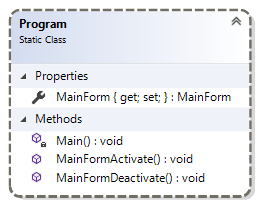 Program
Static Class
Properties
MainForm { get; set; } : MainForm
Methods
Main() : void
MainFormActivate() : void
MainFormDeactivate() : void